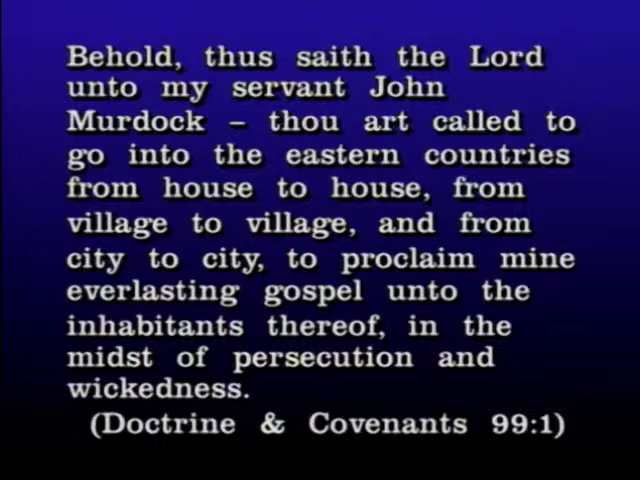 Behold, thus saith the Lord
unto my servant John
Murdock – thou art called to
go into the eastern countries
from house to house, from
village to village, and from
city to city, to proclaim mine
everlasting gospel unto the
inhabitants thereof, in the
midst of persecution and
wickedness.
(Doctrine & Covenants 99:1)